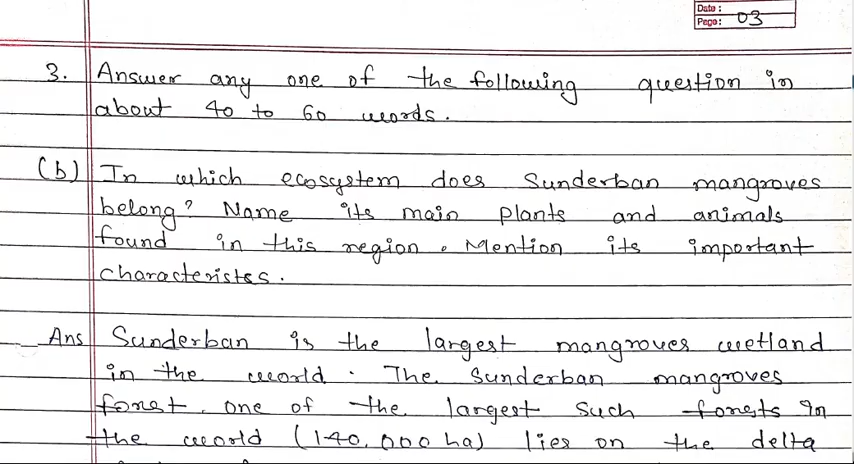 Date :
Page: 03
3. Answer any one of the following question in
about 40 to 60 words.
(b) In which ecosystem does Sunderban mangroves
belong? Name its main plants and animals
found in this region. Mention its important
characteristcs.
Ans Sunderban is the largest mangroves wetland
in the world. The Sunderban mangroves
forest, one of the largest such forests in
the world (140,000 ha) lies on the delta